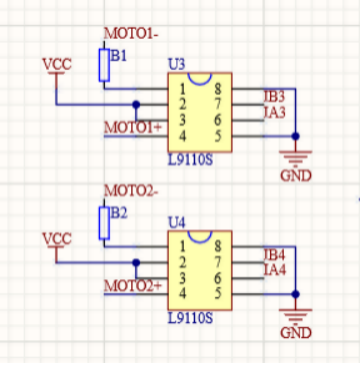 MOTO1-
B1
VCC
U3
1 8
2 7
3 6
4 5
IB3
IA3
MOTO1+
L9110S
GND
MOTO2-
B2
U4
VCC
1 8
2 7
3 6
4 5
IB4
IA4
MOTO2+
L9110S
GND